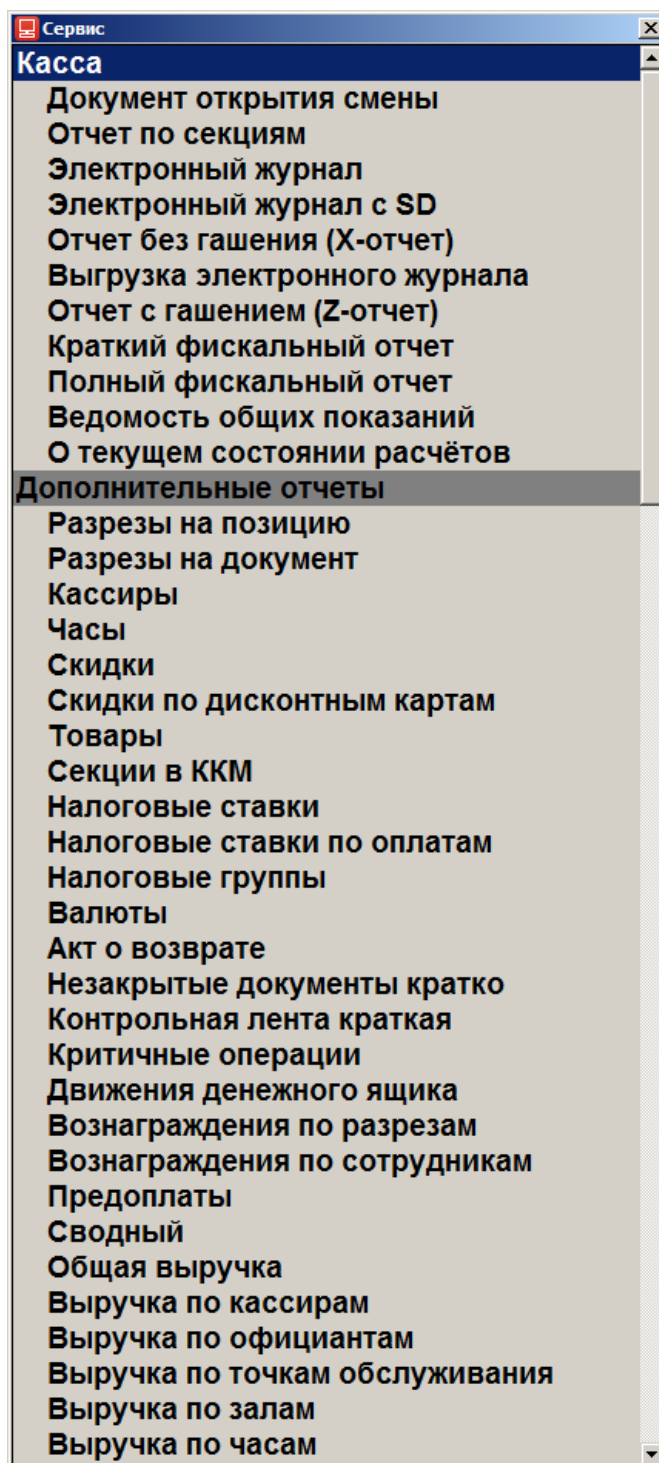 Сервис
Касса
Документ открытия смены
Отчет по секциям
Электронный журнал
Электронный журнал с SD
Отчет без гашения (X-отчет)
Выгрузка электронного журнала
Отчет с гашением (Z-отчет)
Краткий фискальный отчет
Полный фискальный отчет
Ведомость общих показаний
О текущем состоянии расчётов
Дополнительные отчеты
Разрезы на позицию
Разрезы на документ
Кассиры
Часы
Скидки
Скидки по дисконтным картам
Товары
Секции в ККМ
Налоговые ставки
Налоговые ставки по оплатам
Налоговые группы
Валюты
Акт о возврате
Незакрытые документы кратко
Контрольная лента краткая
Критичные операции
Движения денежного ящика
Вознаграждения по разрезам
Вознаграждения по сотрудникам
Предоплаты
Сводный
Общая выручка
Выручка по кассирам
Выручка по официантам
Выручка по точкам обслуживания
Выручка по залам
Выручка по часам